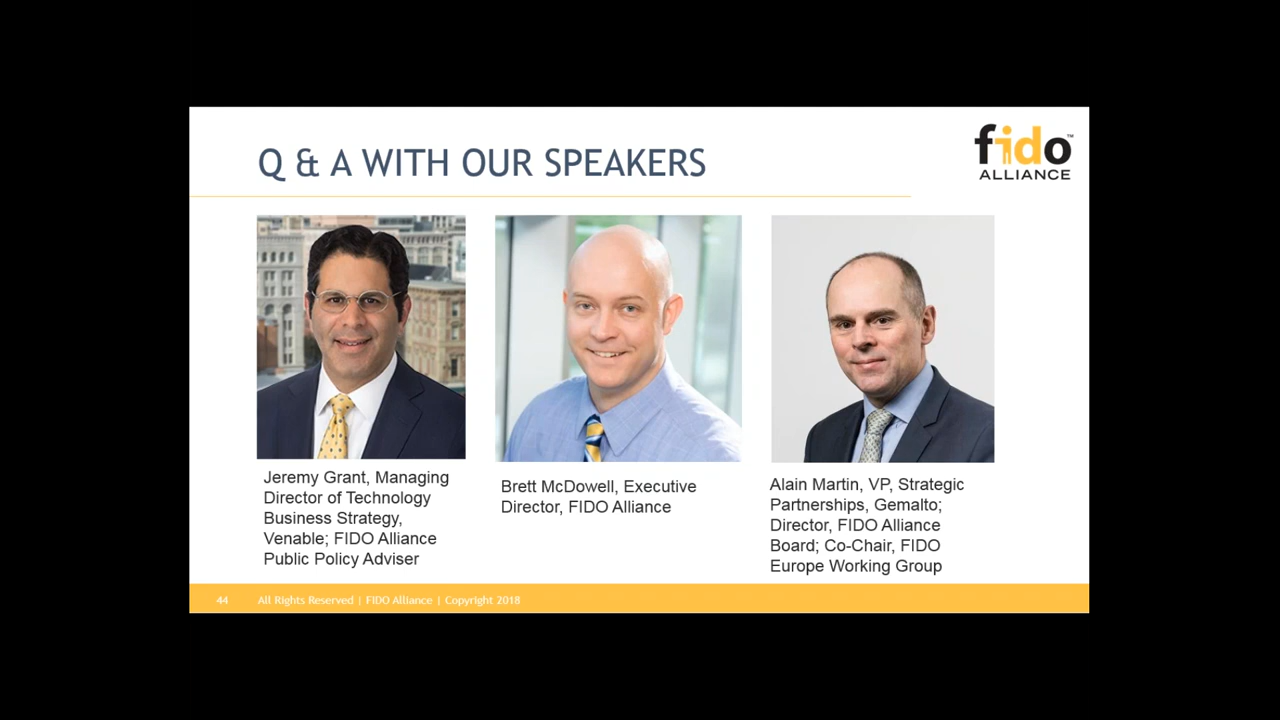 Q & A WITH OUR SPEAKERS
fido™
ALLIANCE
Jeremy Grant, Managing
Director of Technology
Business Strategy,
Venable; FIDO Alliance
Public Policy Adviser
Brett McDowell, Executive
Director, FIDO Alliance
Alain Martin, VP, Strategic
Partnerships, Gemalto;
Director, FIDO Alliance
Board; Co-Chair, FIDO
Europe Working Group
44 All Rights Reserved | FIDO Alliance | Copyright 2018